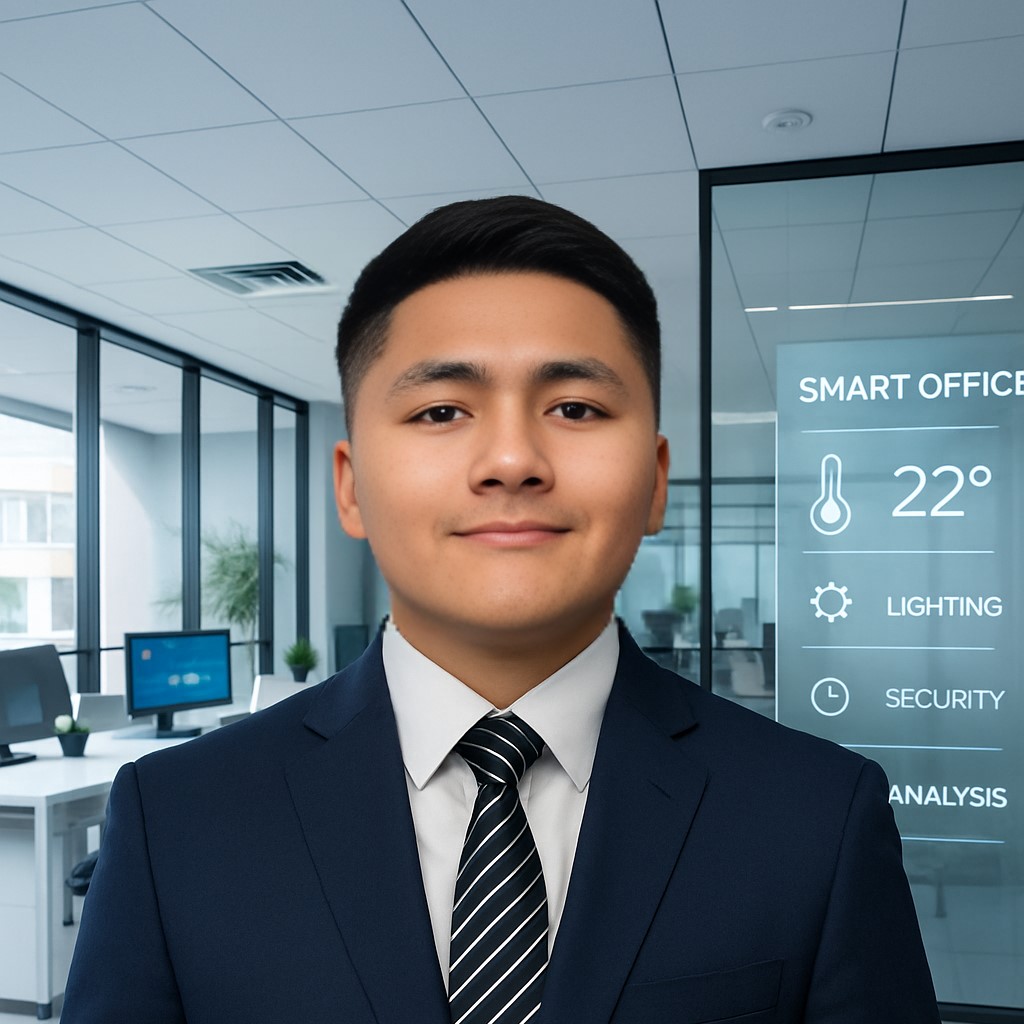 SMART OFFICE
22°
LIGHTING
SECURITY
ANALYSIS